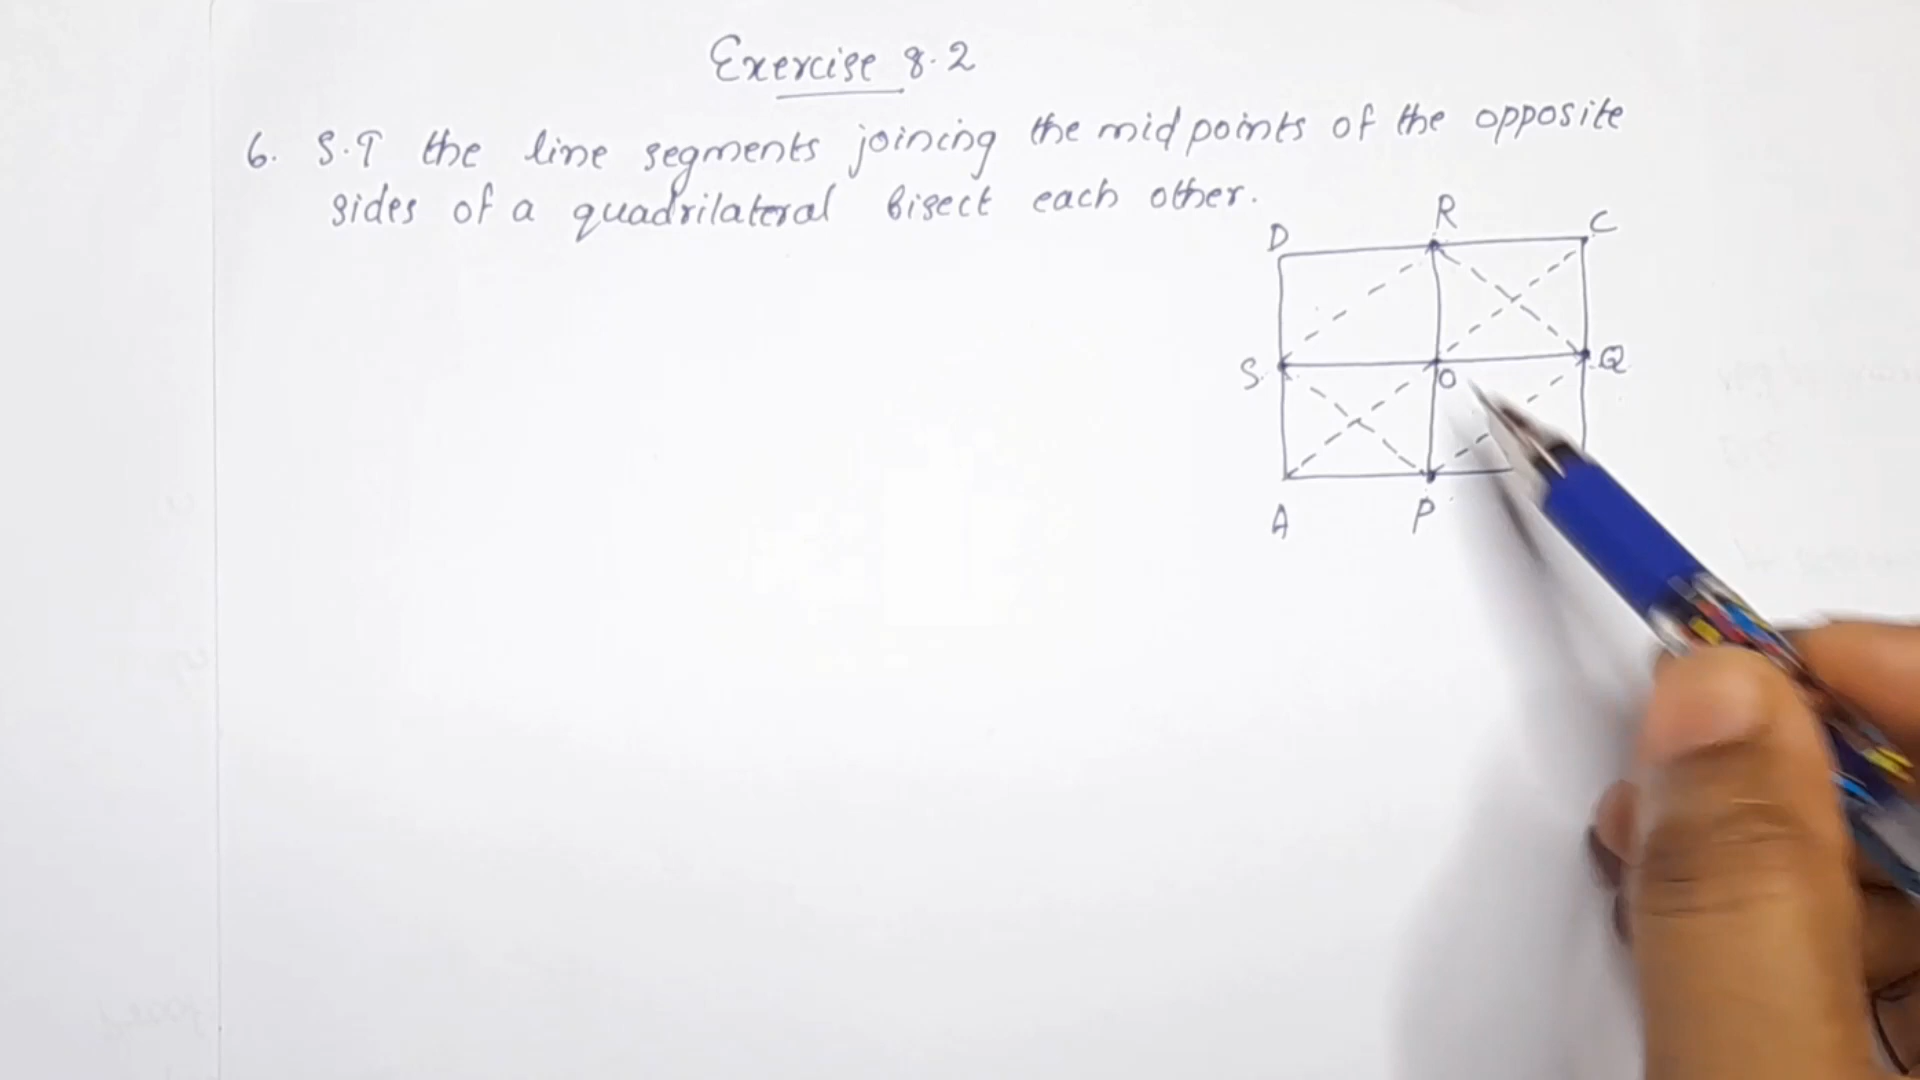 Exercise 8.2
6. S.T the line segments joining the mid points of the opposite
sides of a quadrilateral bisect each other.
D R C
S O Q
A P